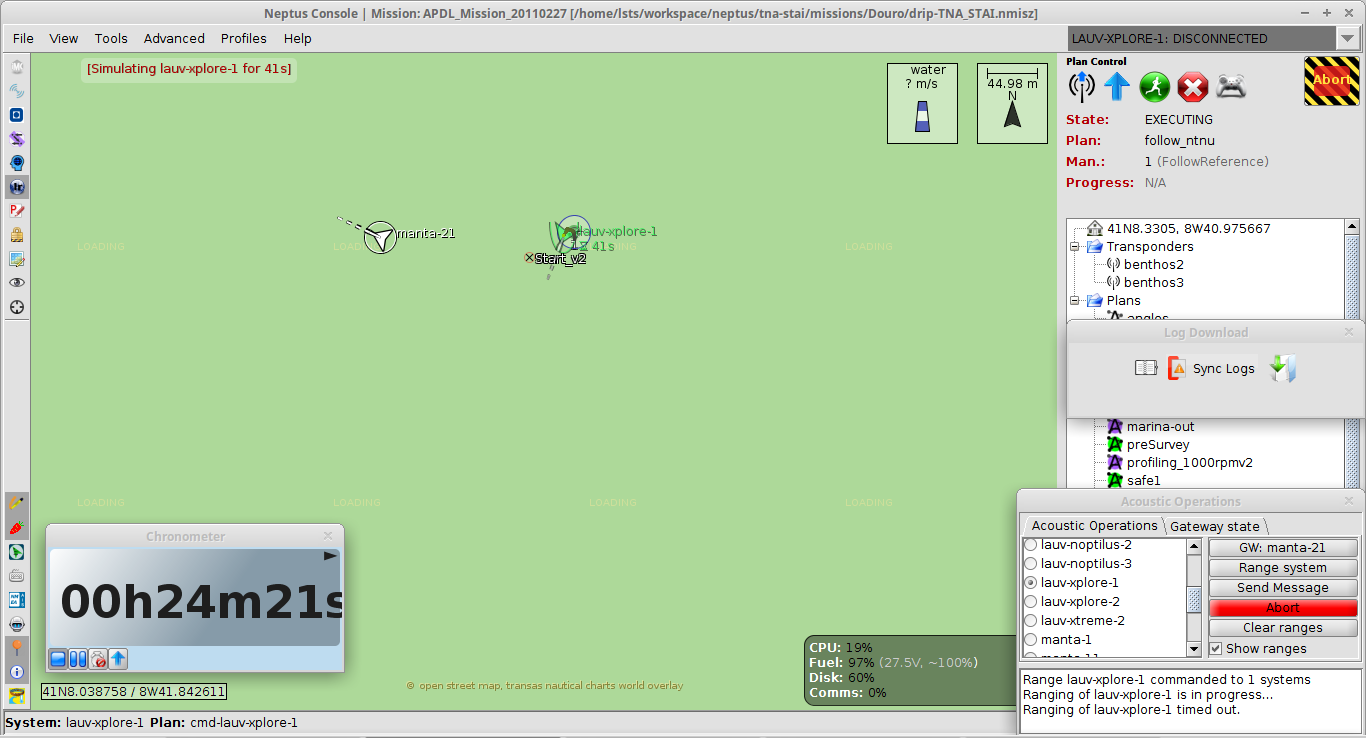 Neptus Console | Mission: APDL_Mission_20110227 [/home/lsts/workspace/neptus/tna-stai/missions/Douro/drip-TNA_STAI.nmisz]
File View Tools Advanced Profiles Help
LAUV-XPLORE-1: DISCONNECTED
[Simulating lauv-xplore-1 for 41s]
water
? m/s
44.98 m
N
Plan Control
Abort
State: EXECUTING
Plan: follow_ntnu
Man.: 1 (FollowReference)
Progress: N/A
manta-21
lauv-xplore-1
41s
Start_v2
LOADING
LOADING
LOADING
LOADING
LOADING
LOADING
LOADING
41N8.3305, 8W40.975667
Transponders
benthos2
benthos3
Plans
angles
Log Download
Sync Logs
marina-out
preSurvey
profiling_1000rpmv2
safe1
Chronometer
00h24m21s
41N8.038758 / 8W41.842611
© open street map, transas nautical charts world overlay
CPU: 19%
Fuel: 97% (27.5V, ~100%)
Disk: 60%
Comms: 0%
Acoustic Operations
Acoustic Operations Gateway state
lauv-noptilus-2
lauv-noptilus-3
lauv-xplore-1
lauv-xplore-2
lauv-xtreme-2
manta-1
manta-11
GW: manta-21
Range system
Send Message
Abort
Clear ranges
Show ranges
Range lauv-xplore-1 commanded to 1 systems
Ranging of lauv-xplore-1 is in progress...
Ranging of lauv-xplore-1 timed out.
System: lauv-xplore-1 Plan: cmd-lauv-xplore-1